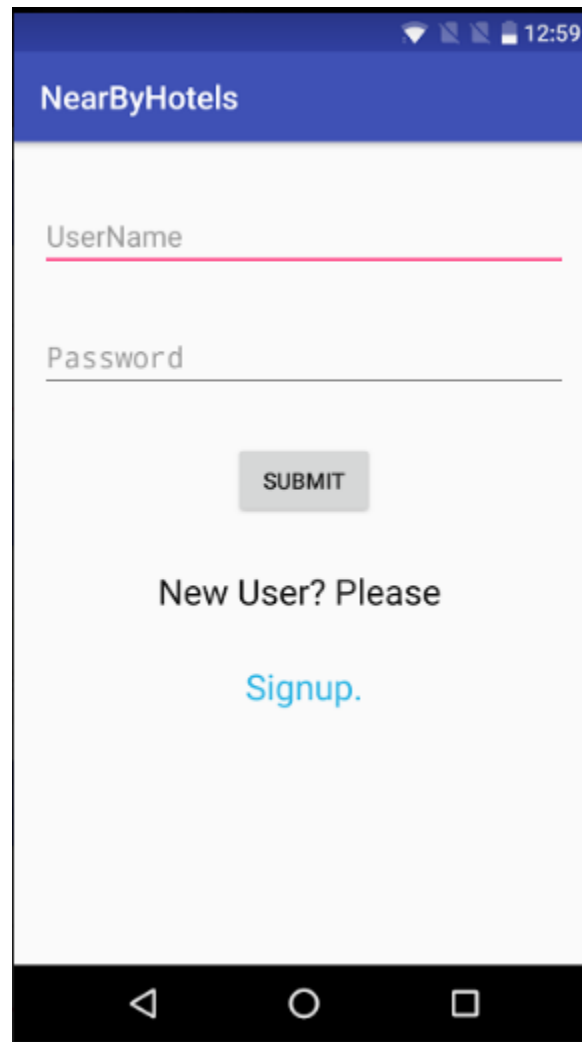 12:59
NearByHotels
UserName
Password
SUBMIT
New User? Please
Signup.